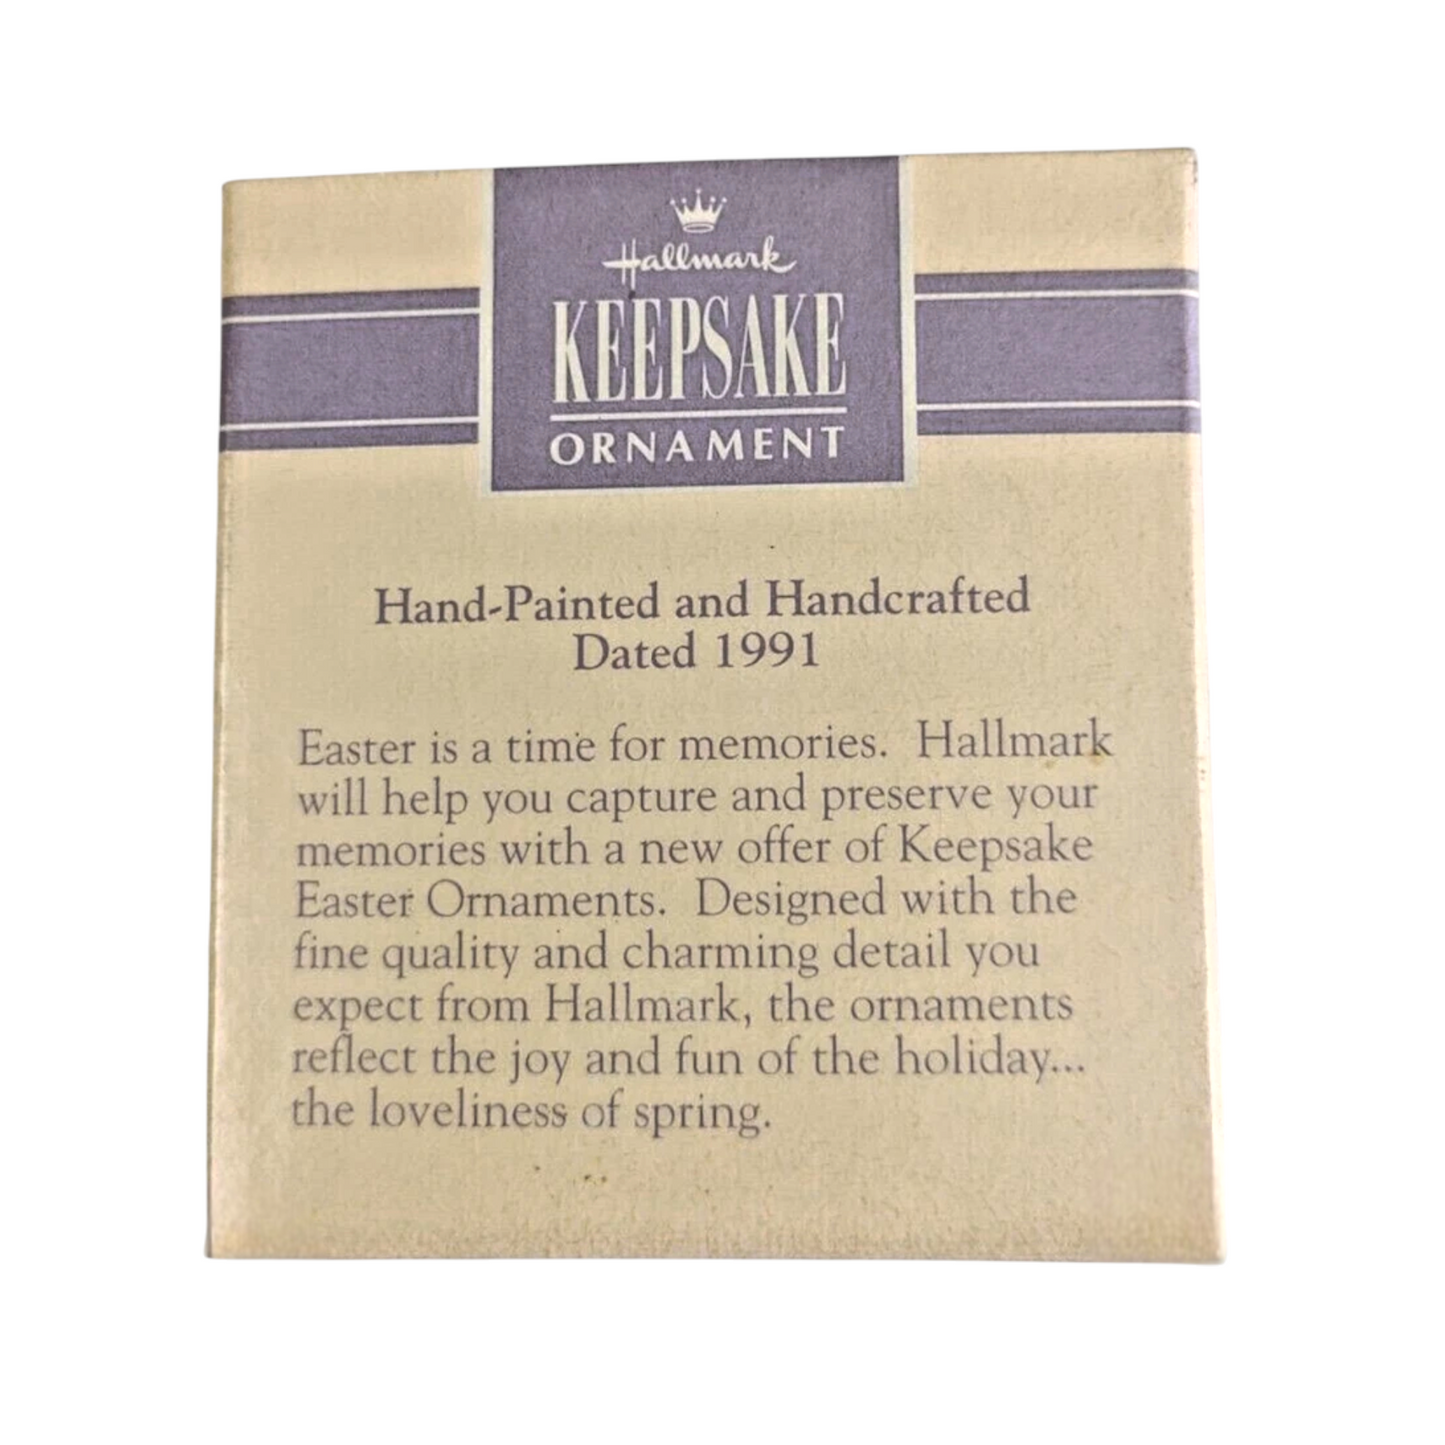 Hallmark
KEEPSAKE
ORNAMENT
Hand-Painted and Handcrafted
Dated 1991
Easter is a time for memories. Hallmark
will help you capture and preserve your
memories with a new offer of Keepsake
Easter Ornaments. Designed with the
fine quality and charming detail you
expect from Hallmark, the ornaments
reflect the joy and fun of the holiday...
the loveliness of spring.